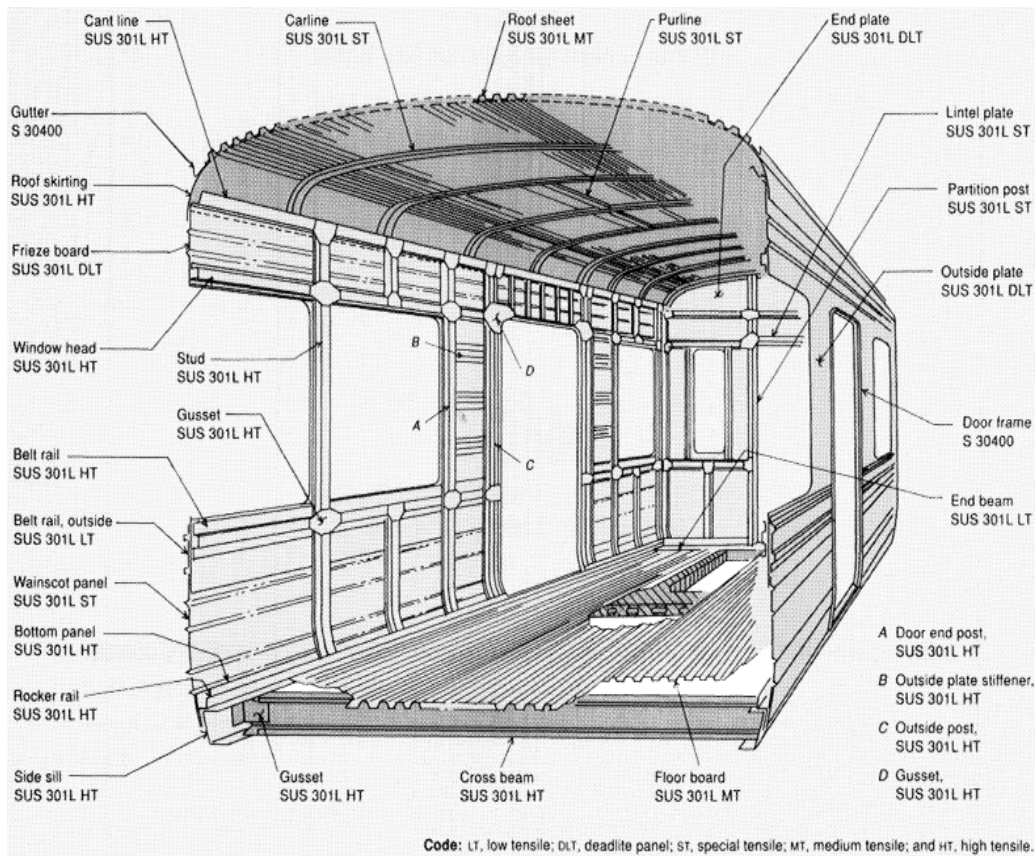 Cant line
SUS 301L HT
Carline
SUS 301L ST
Roof sheet
SUS 301L MT
Purline
SUS 301L ST
End plate
SUS 301L DLT
Gutter
S 30400
Lintel plate
SUS 301L ST
Roof skirting
SUS 301L HT
Partition post
SUS 301L ST
Frieze board
SUS 301L DLT
Outside plate
SUS 301L DLT
Window head
SUS 301L HT
Stud
SUS 301L HT
B
D
Gusset
SUS 301L HT
A
Door frame
S 30400
Belt rail
SUS 301L HT
C
End beam
SUS 301L LT
Belt rail, outside
SUS 301L LT
Wainscot panel
SUS 301L ST
Bottom panel
SUS 301L HT
Rocker rail
SUS 301L HT
Side sill
SUS 301L HT
Gusset
SUS 301L HT
Cross beam
SUS 301L HT
Floor board
SUS 301L MT
A Door end post,
SUS 301L HT
B Outside plate stiffener,
SUS 301L HT
C Outside post,
SUS 301L HT
D Gusset,
SUS 301L HT
Code: LT, low tensile; DLT, deadlite panel; ST, special tensile; MT, medium tensile; and HT, high tensile.